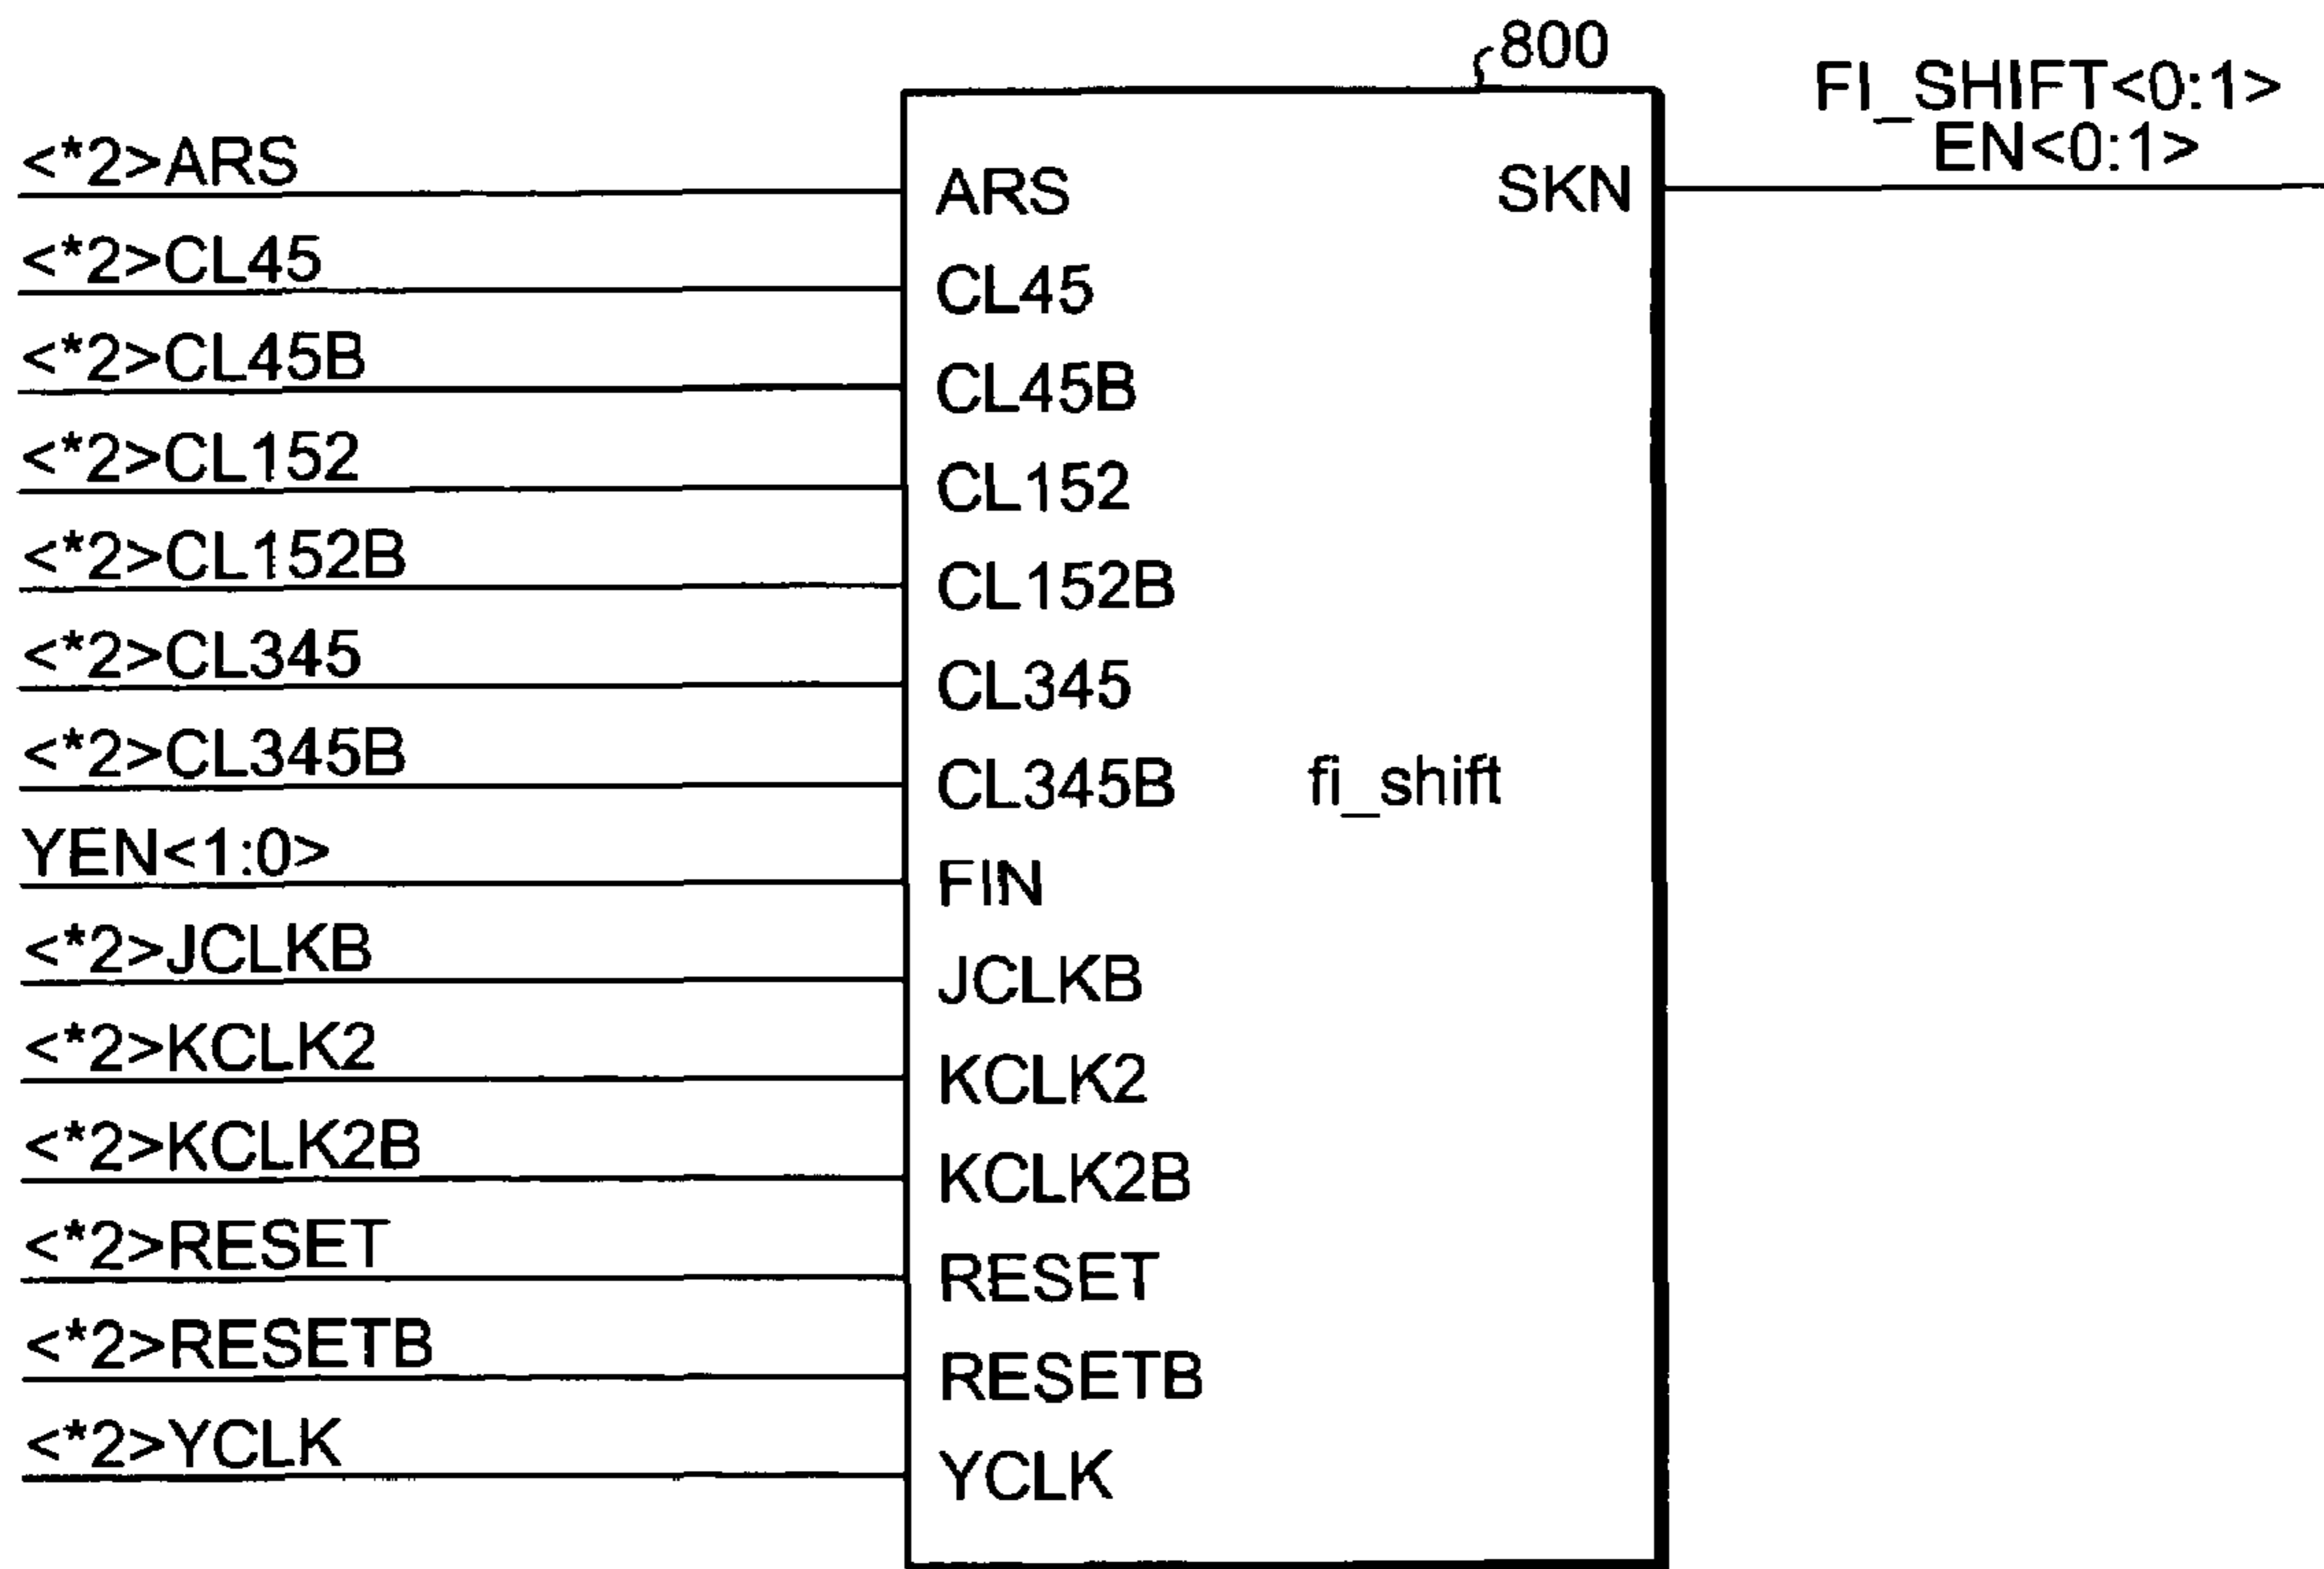 800
FI_SHIFT<0:1>
EN<0:1>
<*2>ARS
ARS
SKN
<*2>CL45
CL45
<*2>CL45B
CL45B
<*2>CL152
CL152
<*2>CL152B
CL152B
<*2>CL345
CL345
<*2>CL345B
CL345B
fi_shift
YEN<1:0>
FIN
<*2>JCLKB
JCLKB
<*2>KCLK2
KCLK2
<*2>KCLK2B
KCLK2B
<*2>RESET
RESET
<*2>RESETB
RESETB
<*2>YCLK
YCLK